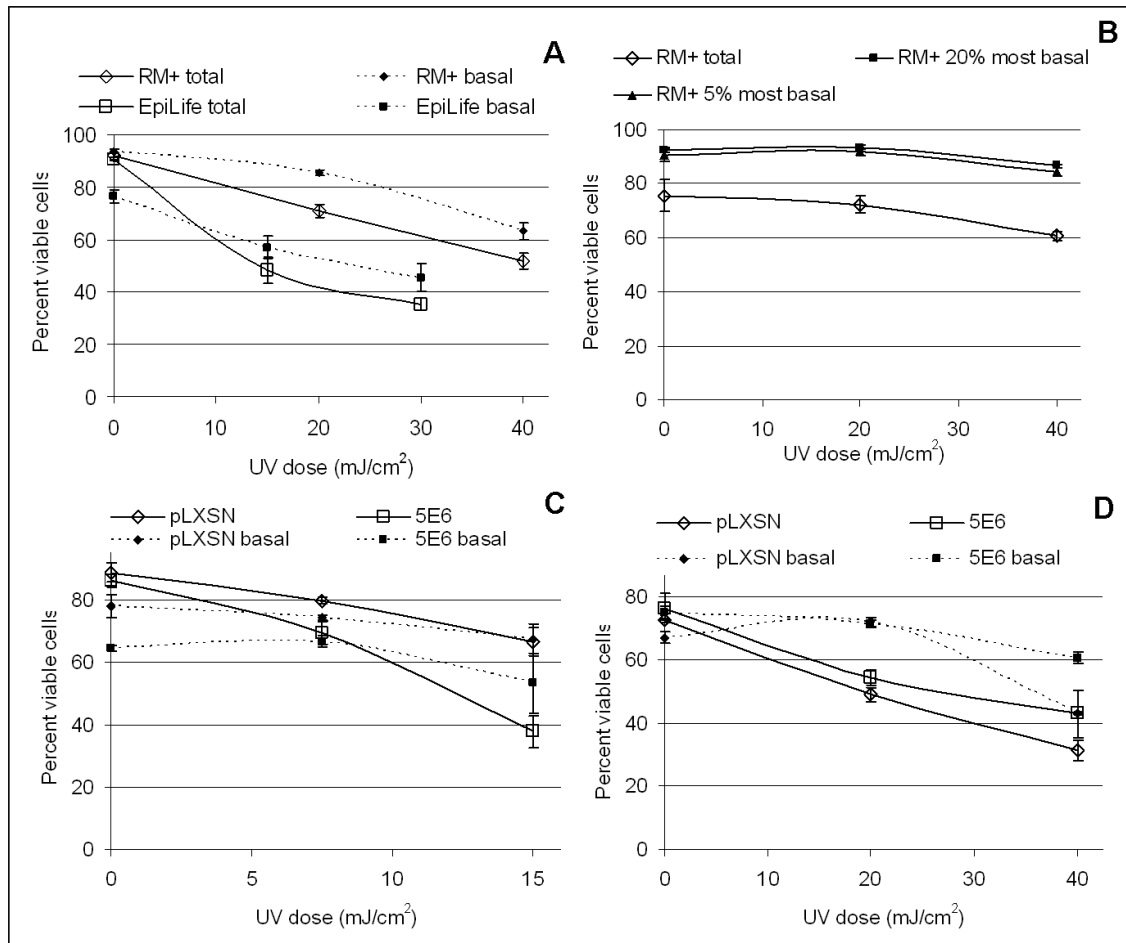 A
RM+ total
RM+ basal
EpiLife total
EpiLife basal
Percent viable cells
100
80
60
40
20
0
0 10 20 30 40
UV dose (mJ/cm²)
B
RM+ total
RM+ 20% most basal
RM+ 5% most basal
Percent viable cells
100
80
60
40
20
0
0 10 20 30 40
UV dose (mJ/cm²)
C
pLXSN
5E6
pLXSN basal
5E6 basal
Percent viable cells
80
60
40
20
0
0 5 10 15
UV dose (mJ/cm²)
D
pLXSN
5E6
pLXSN basal
5E6 basal
Percent viable cells
80
60
40
20
0
0 10 20 30 40
UV dose (mJ/cm²)